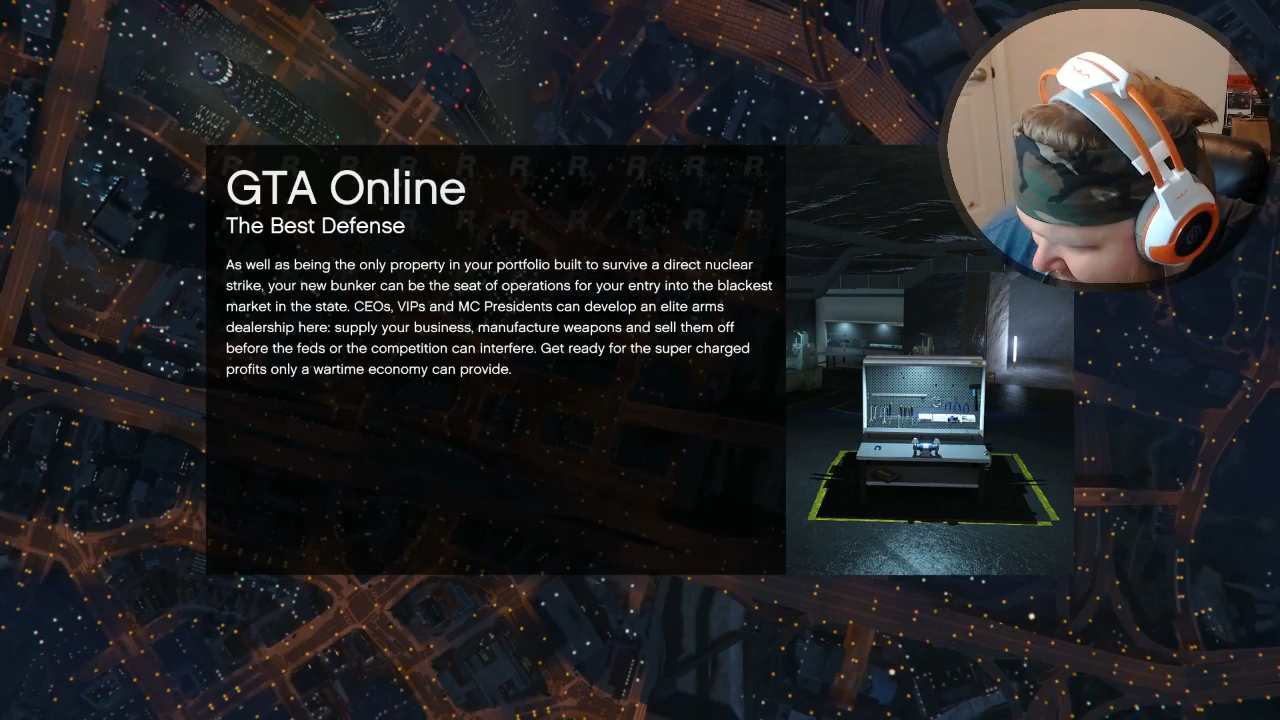 GTA Online
The Best Defense
As well as being the only property in your portfolio built to survive a direct nuclear
strike, your new bunker can be the seat of operations for your entry into the blackest
market in the state. CEOs, VIPs and MC Presidents can develop an elite arms
dealership here: supply your business, manufacture weapons and sell them off
before the feds or the competition can interfere. Get ready for the super charged
profits only a wartime economy can provide.